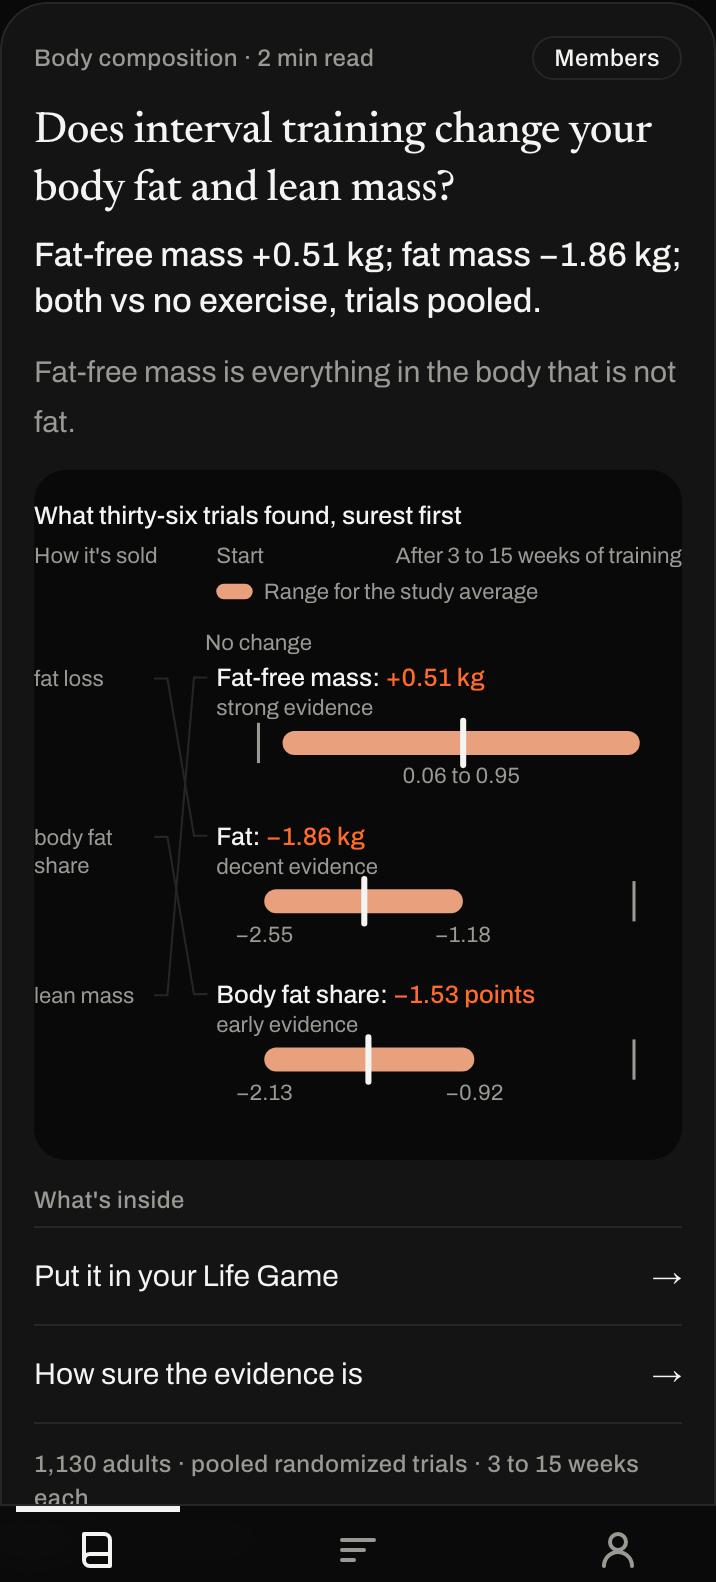 Body composition · 2 min read
Members
Does interval training change your
body fat and lean mass?
Fat-free mass +0.51 kg; fat mass −1.86 kg;
both vs no exercise, trials pooled.
Fat-free mass is everything in the body that is not
fat.
What thirty-six trials found, surest first
How it's sold
Start
After 3 to 15 weeks of training
Range for the study average
No change
fat loss
Fat-free mass: +0.51 kg
strong evidence
0.06 to 0.95
body fat
share
Fat: −1.86 kg
decent evidence
−2.55
−1.18
lean mass
Body fat share: −1.53 points
early evidence
−2.13
−0.92
What's inside
Put it in your Life Game
→
How sure the evidence is
→
1,130 adults · pooled randomized trials · 3 to 15 weeks
each